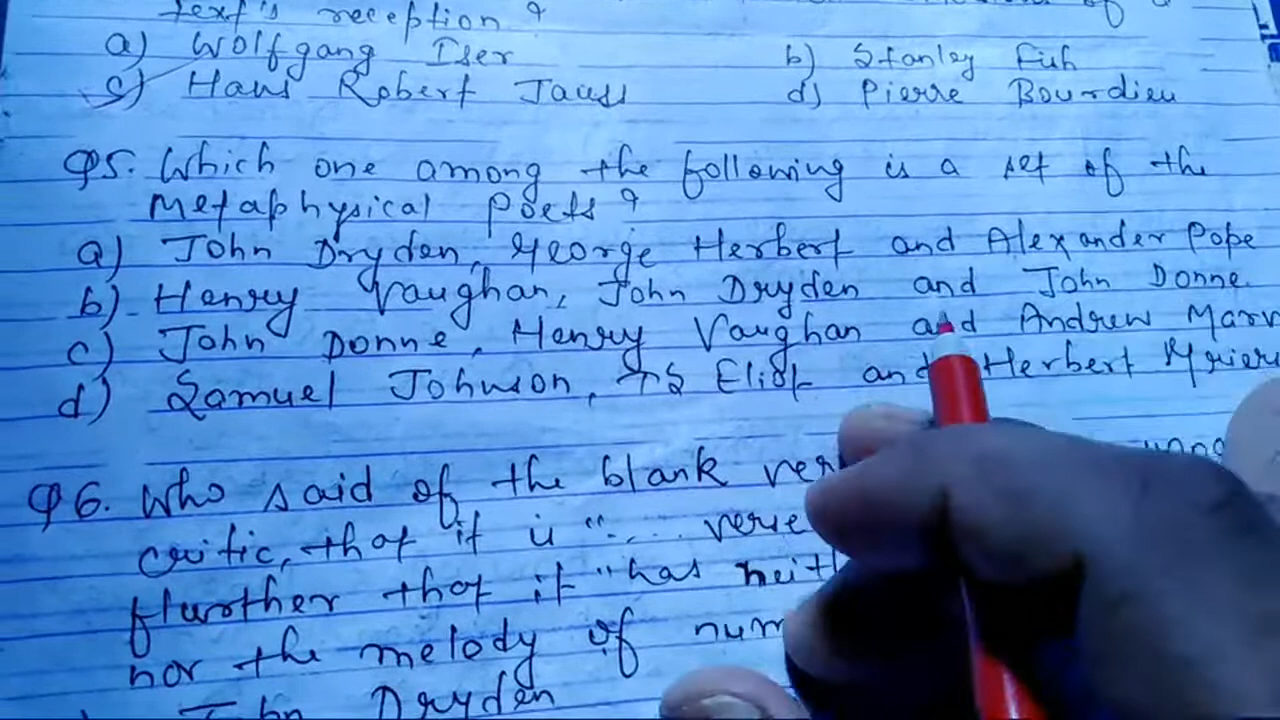 text's reception?
a) Wolfgang Iser b) Stanley Fish
c) Hans Robert Jauss d) Pierre Bourdieu
Q5. Which one among the following is a set of the
Metaphysical Poets?
a) John Dryden, George Herbert and Alexander Pope
b) Henry Vaughan, John Dryden and John Donne
c) John Donne, Henry Vaughan and Andrew Marv
d) Samuel Johnson, TS Eliot and Herbert Grier
Q6. Who said of the blank ver
critic, that it is "... verse
further that it "has neith
nor the melody of num
John Dryden